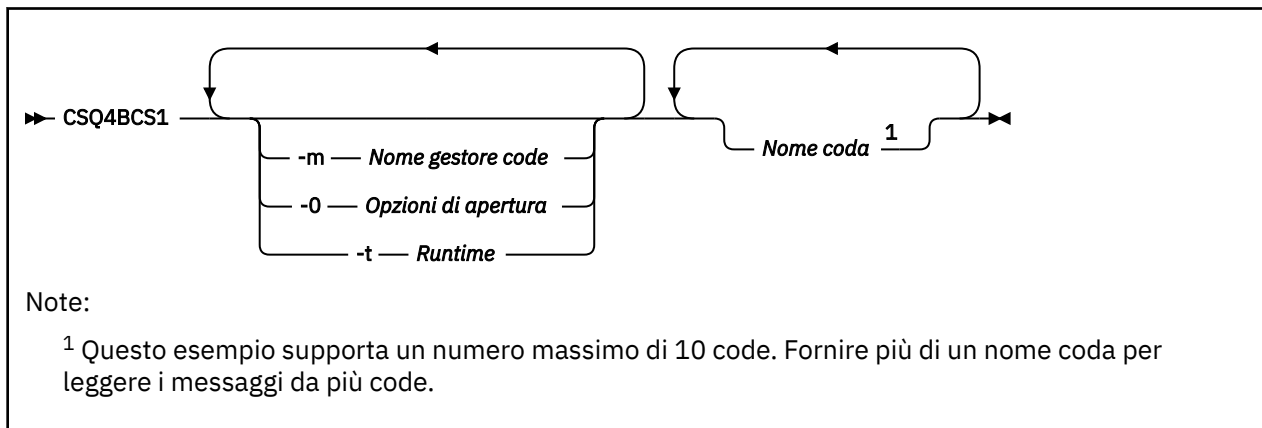 CSQ4BCS1
-m Nome gestore code
-0 Opzioni di apertura
-t Runtime
Nome coda 1
Note:
1 Questo esempio supporta un numero massimo di 10 code. Fornire più di un nome coda per
leggere i messaggi da più code.